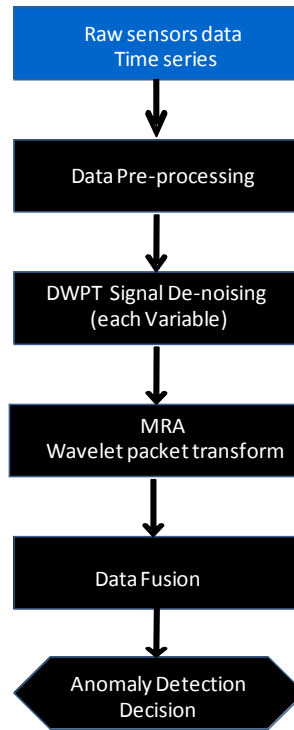 Raw sensors data
Time series
Data Pre-processing
DWPT Signal De-noising
(each Variable)
MRA
Wavelet packet transform
Data Fusion
Anomaly Detection
Decision